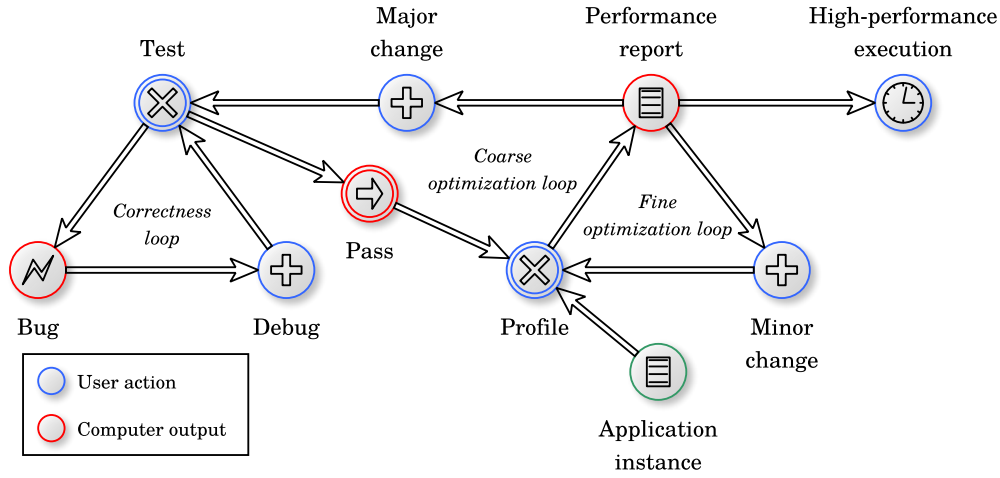 Test
Major
change
Performance
report
High-performance
execution
Coarse
optimization loop
Correctness
loop
Pass
Fine
optimization loop
Bug
Debug
Profile
Minor
change
User action
Computer output
Application
instance